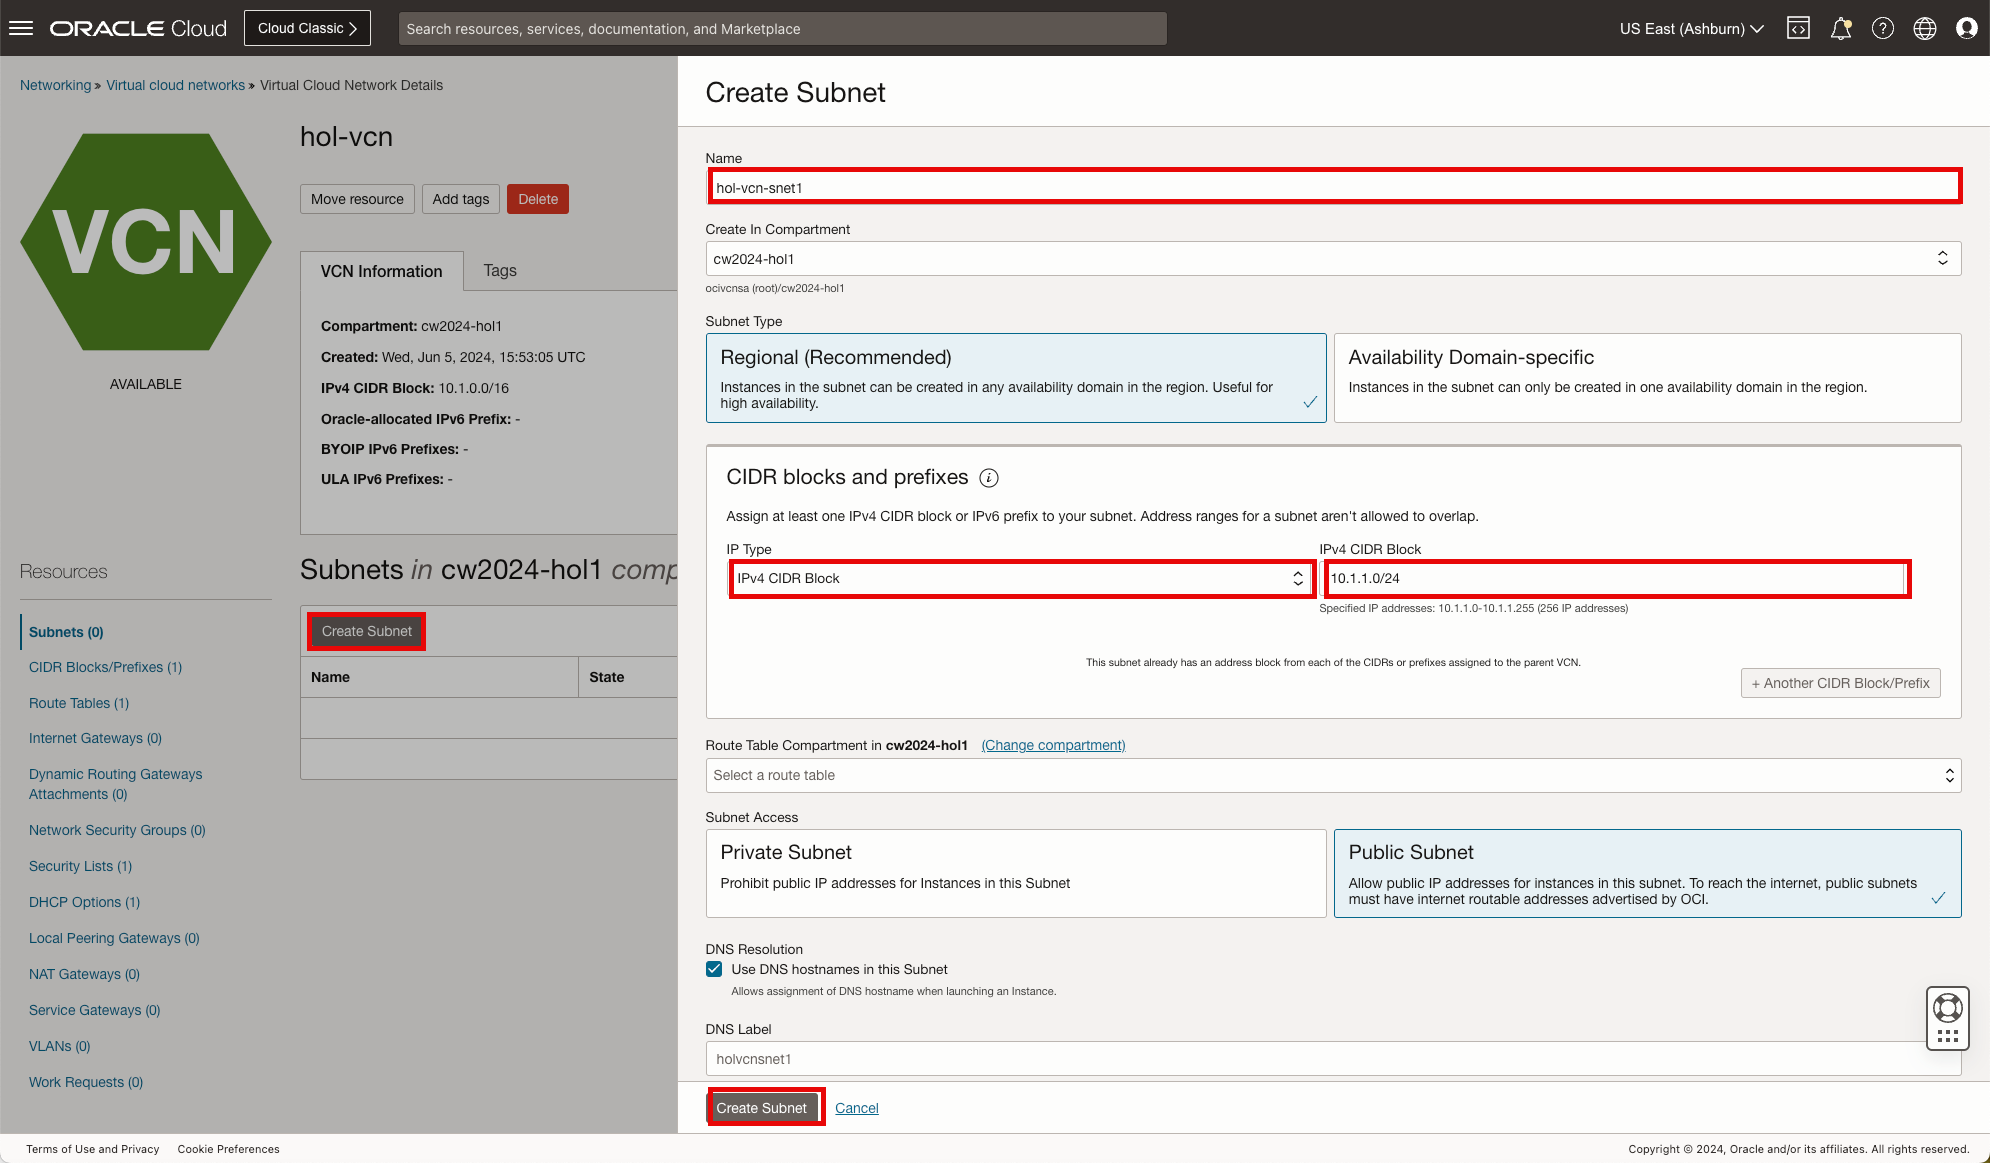 ORACLE Cloud
Cloud Classic
Search resources, services, documentation, and Marketplace
US East (Ashburn)
Networking » Virtual cloud networks » Virtual Cloud Network Details
VCN
AVAILABLE
hol-vcn
Move resource
Add tags
Delete
VCN Information
Tags
Compartment: cw2024-hol1
Created: Wed, Jun 5, 2024, 15:53:05 UTC
IPv4 CIDR Block: 10.1.0.0/16
Oracle-allocated IPv6 Prefix: -
BYOIP IPv6 Prefixes: -
ULA IPv6 Prefixes: -
Resources
Subnets (0)
CIDR Blocks/Prefixes (1)
Route Tables (1)
Internet Gateways (0)
Dynamic Routing Gateways
Attachments (0)
Network Security Groups (0)
Security Lists (1)
DHCP Options (1)
Local Peering Gateways (0)
NAT Gateways (0)
Service Gateways (0)
VLANs (0)
Work Requests (0)
Subnets in cw2024-hol1 comp
Create Subnet
Name
State
Create Subnet
Name
hol-vcn-snet1
Create In Compartment
cw2024-hol1
ocivcnsa (root)/cw2024-hol1
Subnet Type
Regional (Recommended)
Instances in the subnet can be created in any availability domain in the region. Useful for
high availability.
Availability Domain-specific
Instances in the subnet can only be created in one availability domain in the region.
CIDR blocks and prefixes
Assign at least one IPv4 CIDR block or IPv6 prefix to your subnet. Address ranges for a subnet aren't allowed to overlap.
IP Type
IPv4 CIDR Block
IPv4 CIDR Block
10.1.1.0/24
Specified IP addresses: 10.1.1.0-10.1.1.255 (256 IP addresses)
This subnet already has an address block from each of the CIDRs or prefixes assigned to the parent VCN.
+ Another CIDR Block/Prefix
Route Table Compartment in cw2024-hol1 (Change compartment)
Select a route table
Subnet Access
Private Subnet
Prohibit public IP addresses for Instances in this Subnet
Public Subnet
Allow public IP addresses for instances in this subnet. To reach the internet, public subnets
must have internet routable addresses advertised by OCI.
DNS Resolution
Use DNS hostnames in this Subnet
Allows assignment of DNS hostname when launching an Instance.
DNS Label
holvcnsnet1
Create Subnet
Cancel
Terms of Use and Privacy
Cookie Preferences
Copyright © 2024, Oracle and/or its affiliates. All rights reserved.